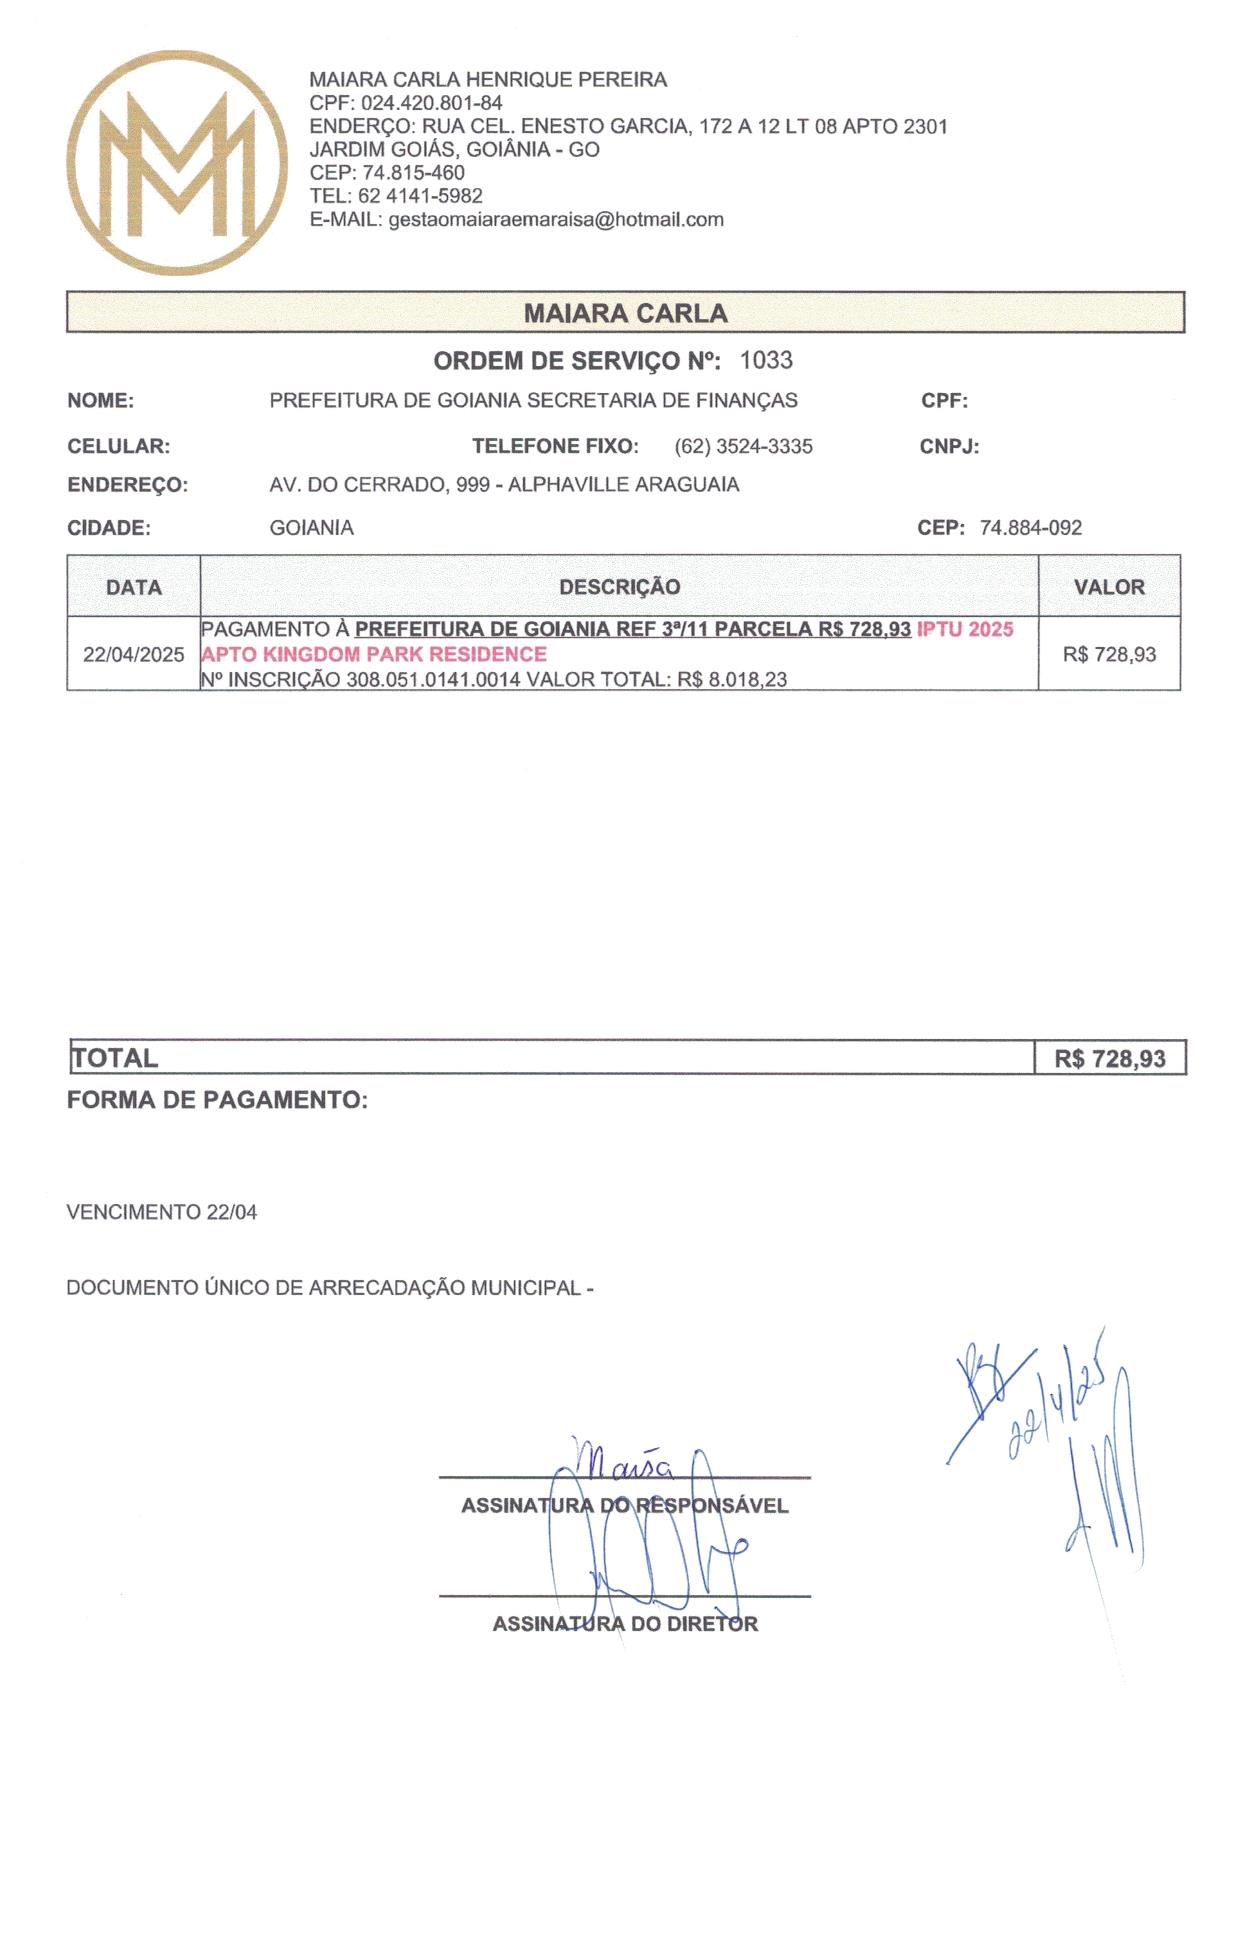 MAIARA CARLA HENRIQUE PEREIRA
CPF: 024.420.801-84
ENDERÇO: RUA CEL. ENESTO GARCIA, 172 A 12 LT 08 APTO 2301
JARDIM GOIÁS, GOIÂNIA - GO
CEP: 74.815-460
TEL: 62 4141-5982
E-MAIL: gestaomaiaraemaraisa@hotmail.com
MAIARA CARLA
ORDEM DE SERVIÇO Nº: 1033
NOME: PREFEITURA DE GOIANIA SECRETARIA DE FINANÇAS CPF:
CELULAR: TELEFONE FIXO: (62) 3524-3335 CNPJ:
ENDEREÇO: AV. DO CERRADO, 999 - ALPHAVILLE ARAGUAIA
CIDADE: GOIANIA CEP: 74.884-092
DATA DESCRIÇÃO VALOR
PAGAMENTO À PREFEITURA DE GOIANIA REF 3ª/11 PARCELA R$ 728,93 IPTU 2025
22/04/2025 APTO KINGDOM PARK RESIDENCE R$ 728,93
Nº INSCRIÇÃO 308.051.0141.0014 VALOR TOTAL: R$ 8.018,23
TOTAL R$ 728,93
FORMA DE PAGAMENTO:
VENCIMENTO 22/04
DOCUMENTO ÚNICO DE ARRECADAÇÃO MUNICIPAL -
22/4/25
ASSINATURA DO RESPONSÁVEL
ASSINATURA DO DIRETOR